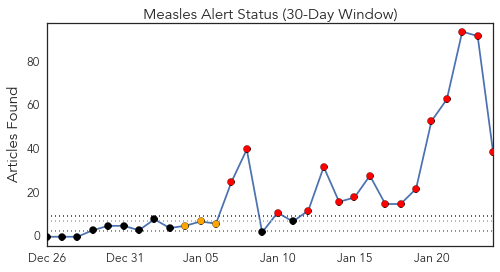 Measles Alert Status (30-Day Window)
Articles Found
80
60
40
20
0
Dec 26 Dec 31 Jan 05 Jan 10 Jan 15 Jan 20